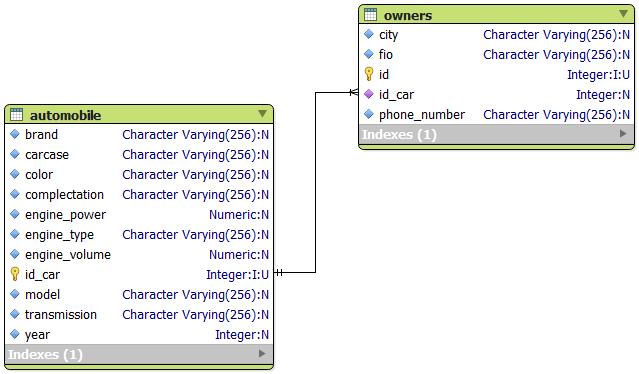 owners
city Character Varying(256):N
fio Character Varying(256):N
id Integer:I:U
id_car Integer:N
phone_number Character Varying(256):N
Indexes (1)
automobile
brand Character Varying(256):N
carcase Character Varying(256):N
color Character Varying(256):N
complectation Character Varying(256):N
engine_power Numeric:N
engine_type Character Varying(256):N
engine_volume Numeric:N
id_car Integer:I:U
model Character Varying(256):N
transmission Character Varying(256):N
year Integer:N
Indexes (1)